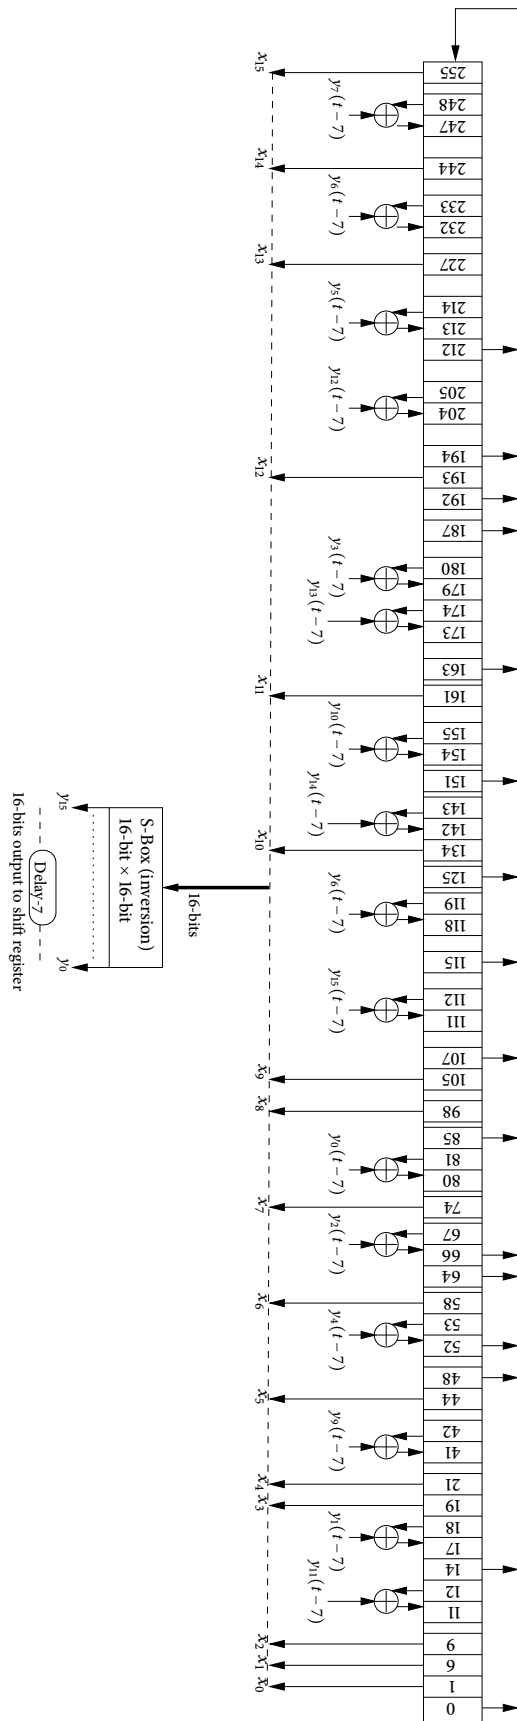 255
248
247
244
233
232
227
214
213
212
205
204
194
193
192
187
180
179
174
173
163
161
155
154
151
143
142
134
125
119
118
115
112
111
107
105
98
85
81
80
74
67
66
64
58
53
52
48
44
42
41
21
19
18
17
14
12
11
9
6
1
0
y₇(t − 7)
y₆(t − 7)
y₅(t − 7)
y₁₂(t − 7)
y₃(t − 7)
y₁₃(t − 7)
y₁₀(t − 7)
y₁₄(t − 7)
y₆(t − 7)
y₁₅(t − 7)
y₀(t − 7)
y₂(t − 7)
y₄(t − 7)
y₉(t − 7)
y₁(t − 7)
y₁₁(t − 7)
x₁₅
x₁₄
x₁₃
x₁₂
x₁₁
x₁₀
x₉
x₈
x₇
x₆
x₅
x₄
x₃
x₂
x₁
x₀
16-bits
S-Box (inversion)
16-bit × 16-bit
y₁₅
y₀
Delay-7
16-bits output to shift register